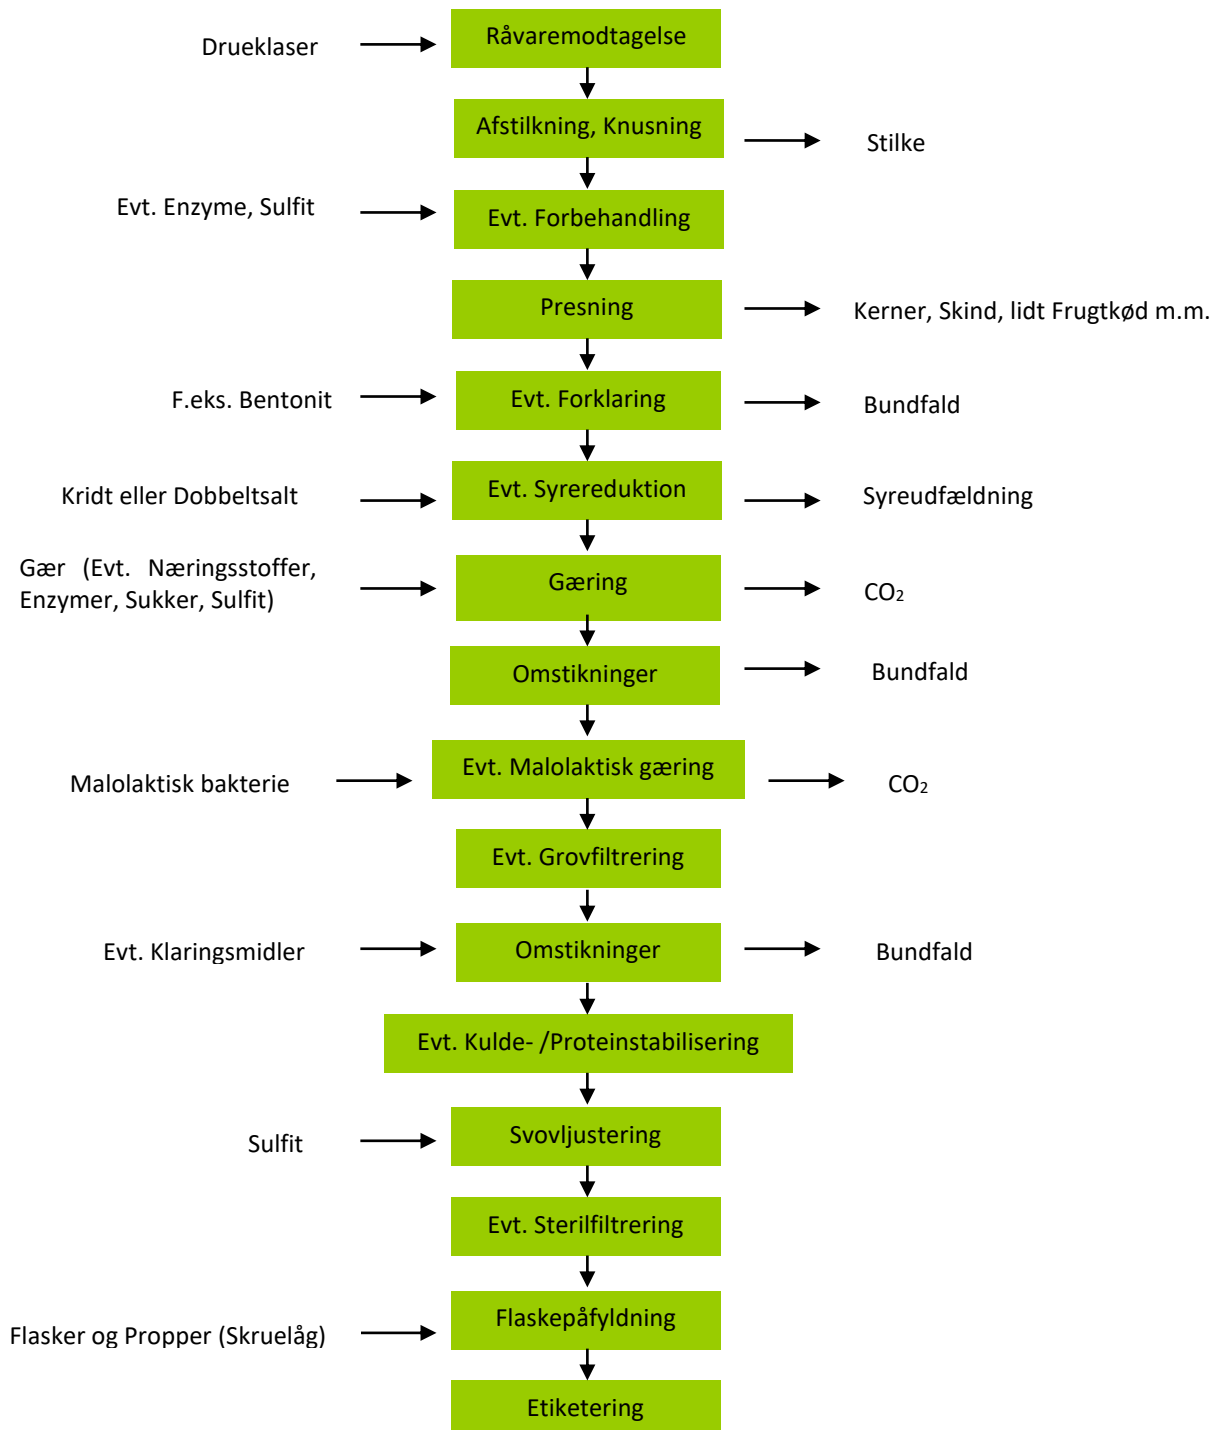 Drueklaser
Råvaremodtagelse
Afstilkning, Knusning
Stilke
Evt. Enzyme, Sulfit
Evt. Forbehandling
Presning
Kerner, Skind, lidt Frugtkød m.m.
F.eks. Bentonit
Evt. Forklaring
Bundfald
Kridt eller Dobbeltsalt
Evt. Syrereduktion
Syreudfældning
Gær (Evt. Næringsstoffer,
Enzymer, Sukker, Sulfit)
Gæring
CO₂
Omstikninger
Bundfald
Malolaktisk bakterie
Evt. Malolaktisk gæring
CO₂
Evt. Grovfiltrering
Evt. Klaringsmidler
Omstikninger
Bundfald
Evt. Kulde- /Proteinstabilisering
Sulfit
Svovljustering
Evt. Sterilfiltrering
Flasker og Propper (Skruelåg)
Flaskepåfyldning
Etiketering